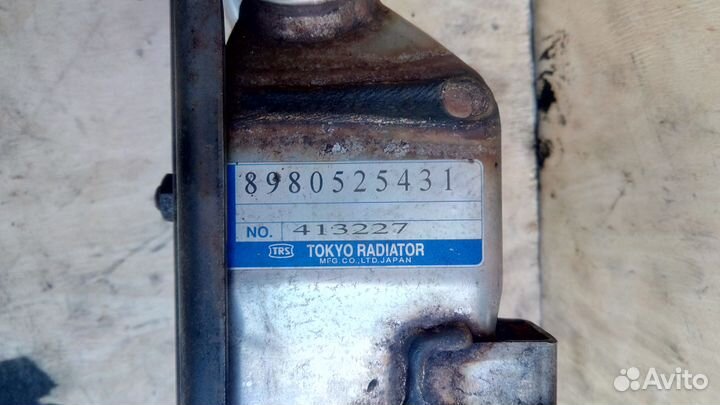 8980525431
NO. 413227
TRS TOKYO RADIATOR
MFG.CO.,LTD.JAPAN
Avito